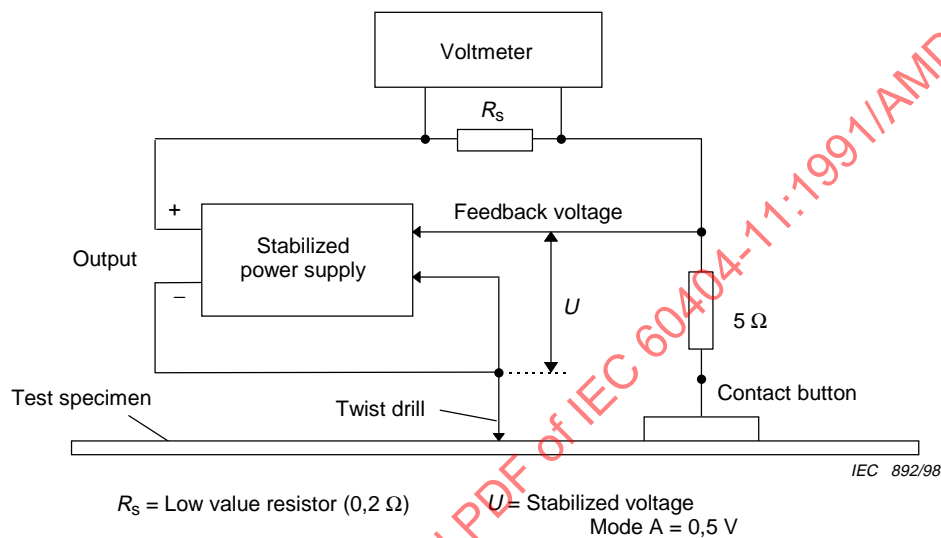 Voltmeter
Rs
+
Feedback voltage
Stabilized
power supply
Output
–
U
5 Ω
Contact button
Test specimen
Twist drill
IEC 892/98
Rs = Low value resistor (0,2 Ω)
U = Stabilized voltage
Mode A = 0,5 V
PDF of IEC 60404-11:1991/AMD